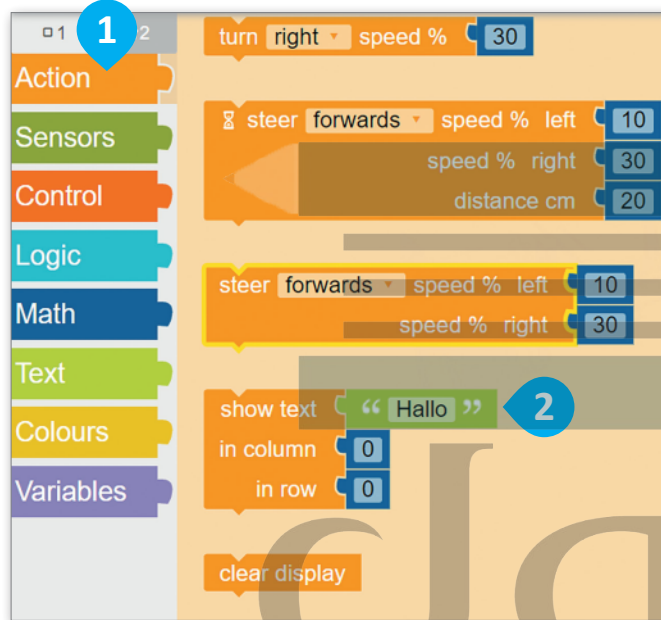 1
1
2
Action
Sensors
Control
Logic
Math
Text
Colours
Variables
turn right speed % 30
steer forwards speed % left 10
speed % right 30
distance cm 20
steer forwards speed % left 10
speed % right 30
show text “ Hallo ”
2
in column 0
in row 0
clear display